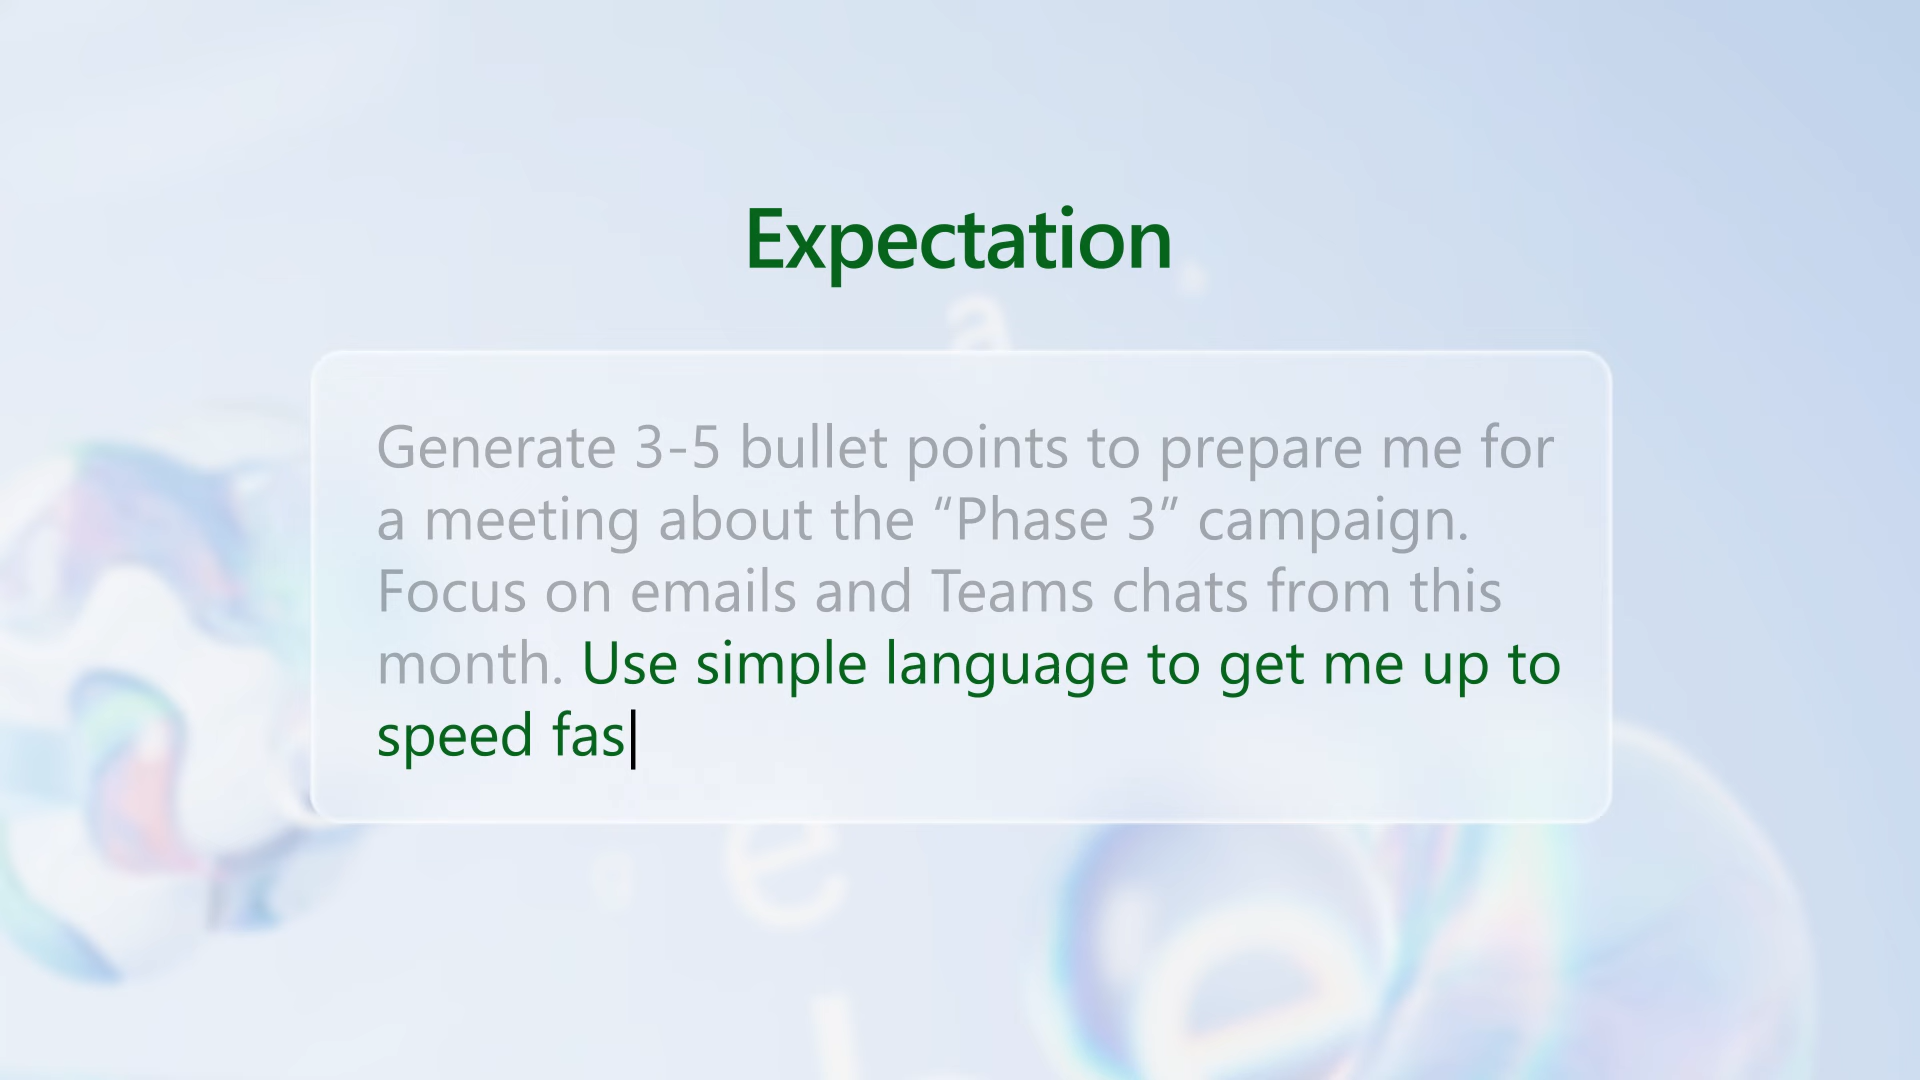 Expectation
a
Generate 3-5 bullet points to prepare me for
a meeting about the “Phase 3” campaign.
Focus on emails and Teams chats from this
month. Use simple language to get me up to
speed fas
e
e